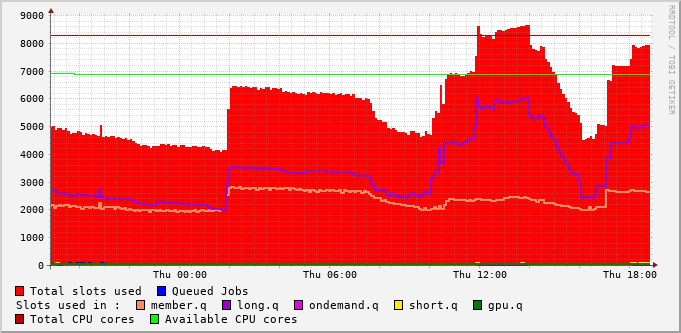 9000
8000
7000
6000
5000
4000
3000
2000
1000
0
Thu 00:00 Thu 06:00 Thu 12:00 Thu 18:00
RRDTOOL / TOBI OETIKER
Total slots used Queued Jobs
Slots used in : member.q long.q ondemand.q short.q gpu.q
Total CPU cores Available CPU cores